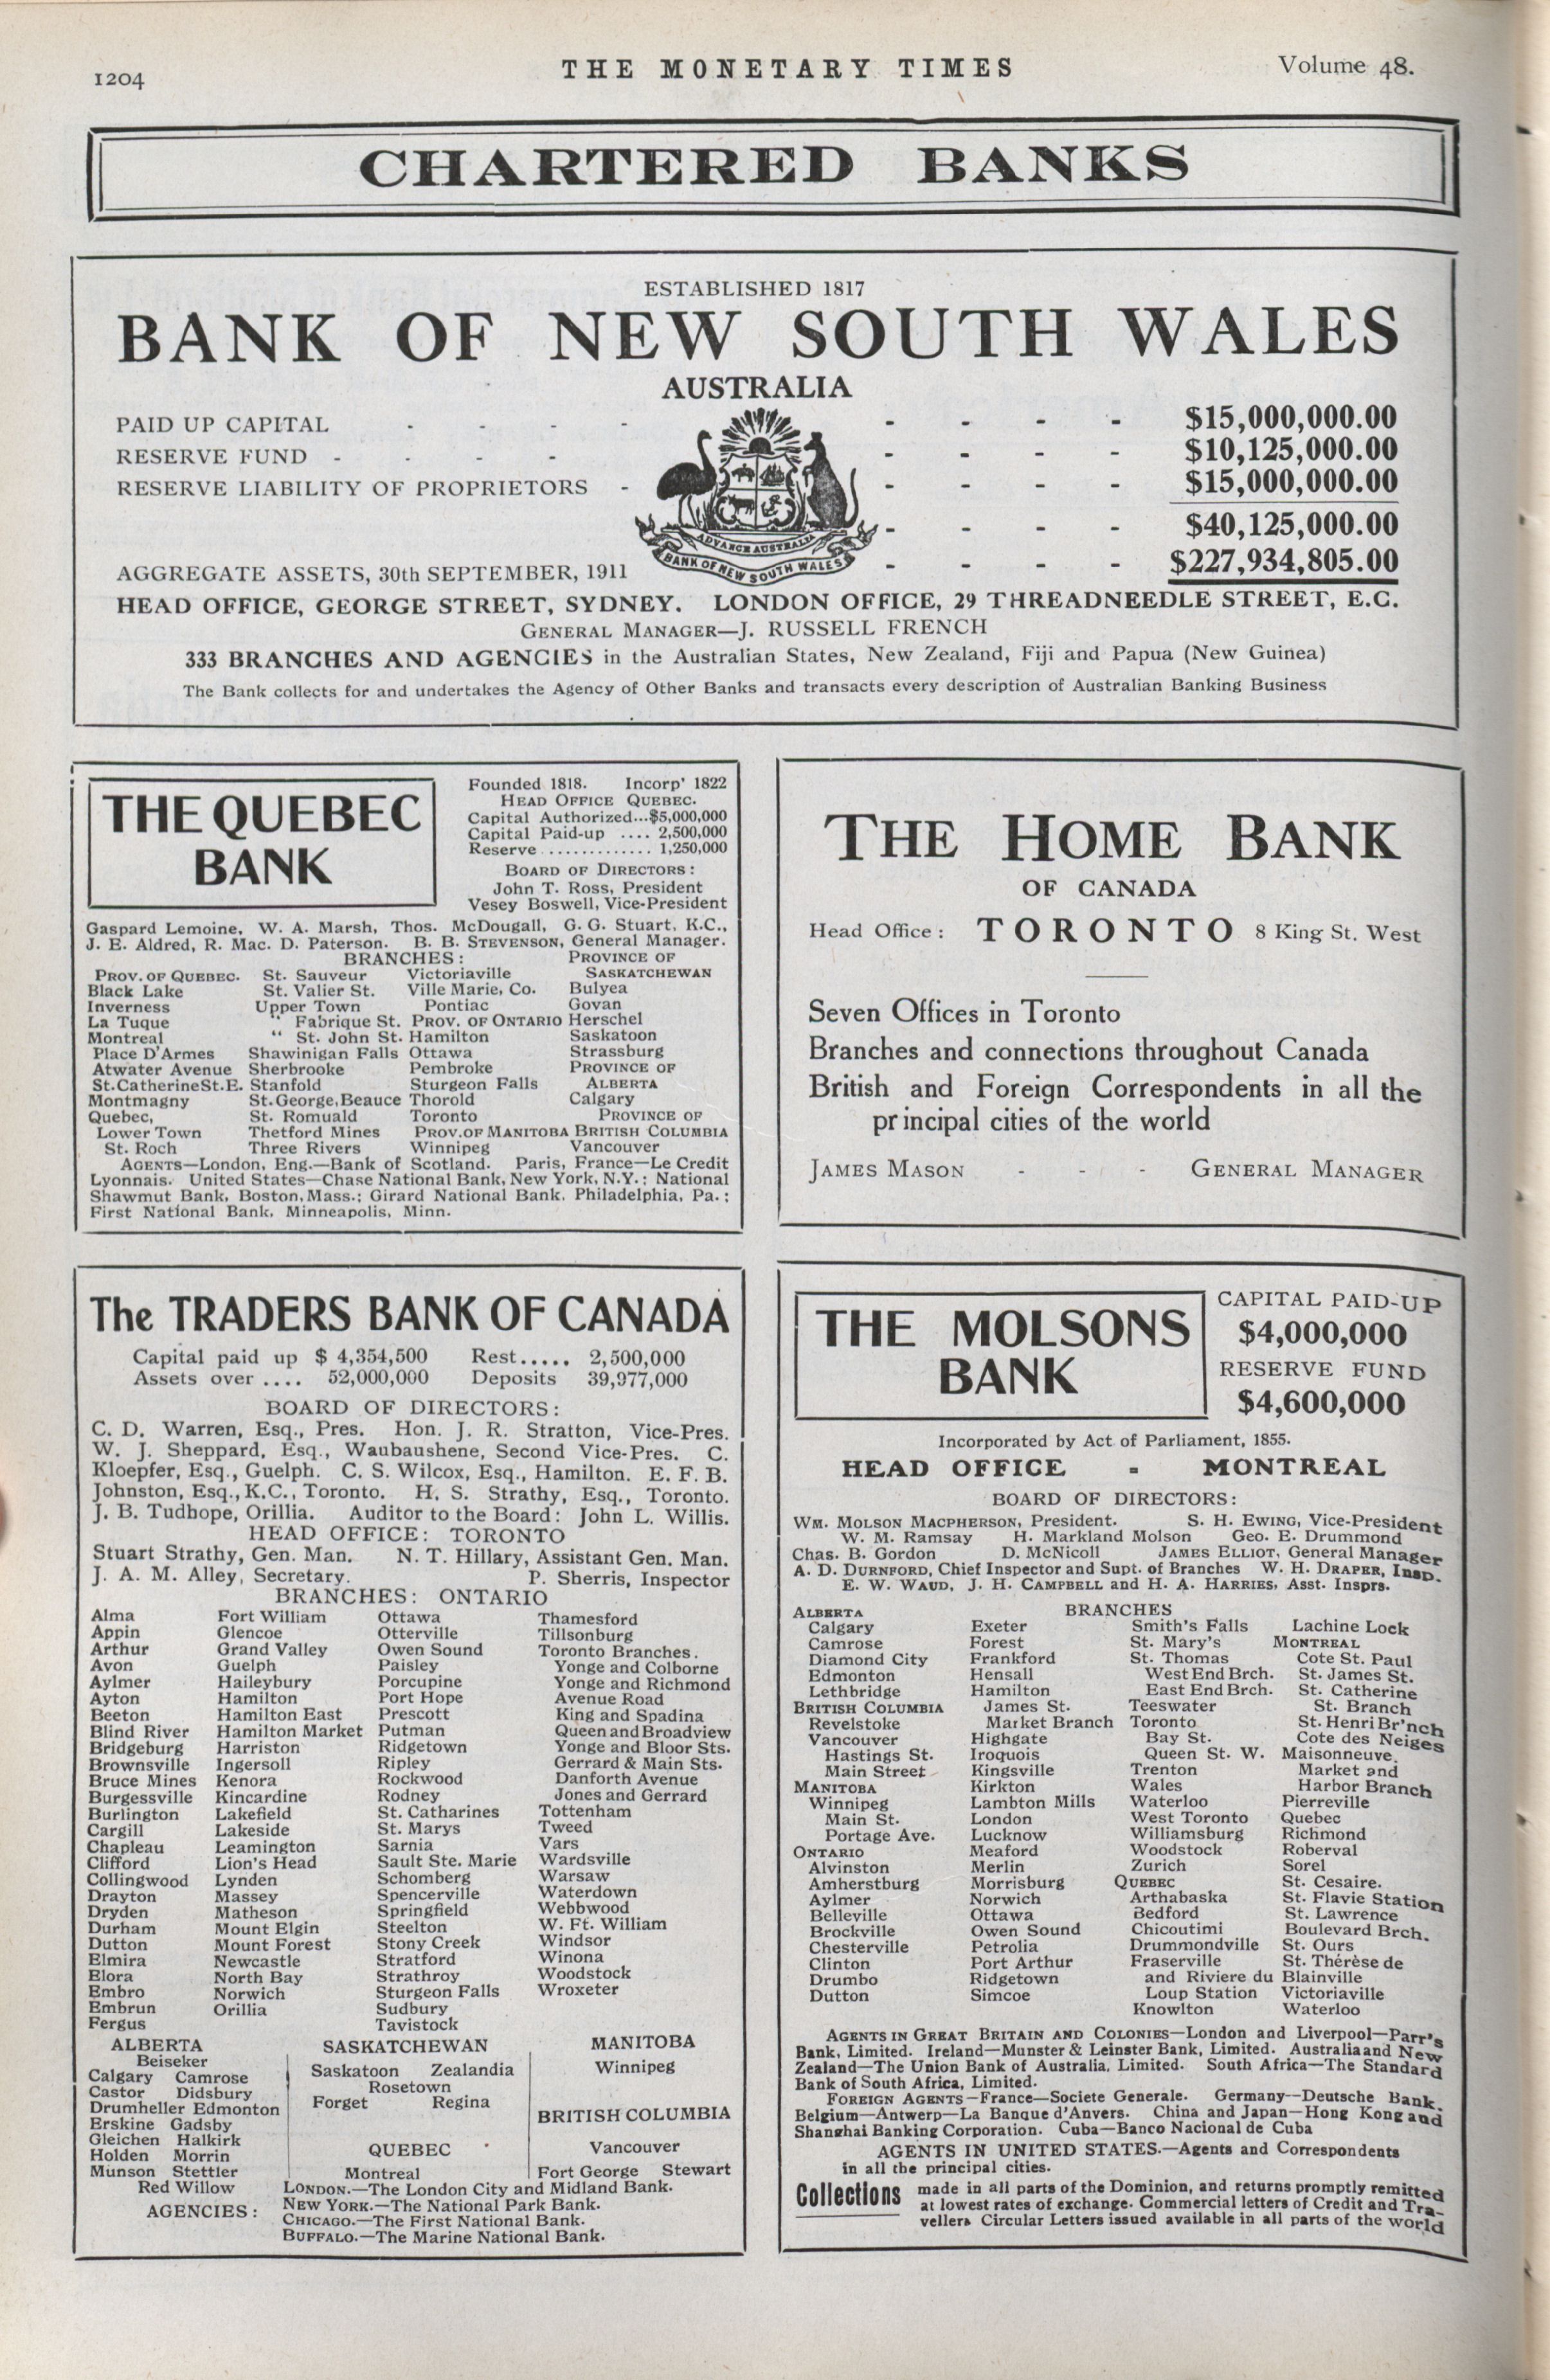 1204
THE MONETARY TIMES
Volume 48.
CHARTERED BANKS
ESTABLISHED 1817
BANK OF NEW SOUTH WALES
AUSTRALIA
PAID UP CAPITAL - - - - - - - - $15,000,000.00
RESERVE FUND - - - - - - - - $10,125,000.00
RESERVE LIABILITY OF PROPRIETORS - - - - - $15,000,000.00
- - - - $40,125,000.00
ADVANCE AUSTRALIA
BANK OF NEW SOUTH WALES
AGGREGATE ASSETS, 30th SEPTEMBER, 1911 - - - - $227,934,805.00
HEAD OFFICE, GEORGE STREET, SYDNEY. LONDON OFFICE, 29 THREADNEEDLE STREET, E.C.
GENERAL MANAGER—J. RUSSELL FRENCH
333 BRANCHES AND AGENCIES in the Australian States, New Zealand, Fiji and Papua (New Guinea)
The Bank collects for and undertakes the Agency of Other Banks and transacts every description of Australian Banking Business
THE QUEBEC
BANK
Founded 1818. Incorp' 1822
HEAD OFFICE QUEBEC.
Capital Authorized...$5,000,000
Capital Paid-up .... 2,500,000
Reserve ............. 1,250,000
BOARD OF DIRECTORS:
John T. Ross, President
Vesey Boswell, Vice-President
Gaspard Lemoine, W. A. Marsh, Thos. McDougall, G. G. Stuart, K.C.,
J. E. Aldred, R. Mac. D. Paterson. B. B. STEVENSON, General Manager.
BRANCHES: PROVINCE OF
PROV. OF QUEBEC. St. Sauveur Victoriaville SASKATCHEWAN
Black Lake St. Valier St. Ville Marie, Co. Bulyea
Inverness Upper Town Pontiac Govan
La Tuque " Fabrique St. PROV. OF ONTARIO Herschel
Montreal " St. John St. Hamilton Saskatoon
Place D'Armes Shawinigan Falls Ottawa Strassburg
Atwater Avenue Sherbrooke Pembroke PROVINCE OF
St.CatherineSt.E. Stanfold Sturgeon Falls ALBERTA
Montmagny St.George,Beauce Thorold Calgary
Quebec, St. Romuald Toronto PROVINCE OF
Lower Town Thetford Mines PROV.OF MANITOBA BRITISH COLUMBIA
St. Roch Three Rivers Winnipeg Vancouver
AGENTS—London, Eng.—Bank of Scotland. Paris, France—Le Credit
Lyonnais. United States—Chase National Bank, New York, N.Y.; National
Shawmut Bank, Boston, Mass.; Girard National Bank, Philadelphia, Pa.;
First National Bank, Minneapolis, Minn.
THE HOME BANK
OF CANADA
Head Office: TORONTO 8 King St. West
Seven Offices in Toronto
Branches and connections throughout Canada
British and Foreign Correspondents in all the
principal cities of the world
JAMES MASON - - - GENERAL MANAGER
The TRADERS BANK OF CANADA
Capital paid up $ 4,354,500 Rest..... 2,500,000
Assets over .... 52,000,000 Deposits 39,977,000
BOARD OF DIRECTORS:
C. D. Warren, Esq., Pres. Hon. J. R. Stratton, Vice-Pres.
W. J. Sheppard, Esq., Waubaushene, Second Vice-Pres. C.
Kloepfer, Esq., Guelph. C. S. Wilcox, Esq., Hamilton. E. F. B.
Johnston, Esq., K.C., Toronto. H. S. Strathy, Esq., Toronto.
J. B. Tudhope, Orillia. Auditor to the Board: John L. Willis.
HEAD OFFICE: TORONTO
Stuart Strathy, Gen. Man. N. T. Hillary, Assistant Gen. Man.
J. A. M. Alley, Secretary. P. Sherris, Inspector
BRANCHES: ONTARIO
Alma Fort William Ottawa Thamesford
Appin Glencoe Otterville Tillsonburg
Arthur Grand Valley Owen Sound Toronto Branches.
Avon Guelph Paisley Yonge and Colborne
Aylmer Haileybury Porcupine Yonge and Richmond
Ayton Hamilton Port Hope Avenue Road
Beeton Hamilton East Prescott King and Spadina
Blind River Hamilton Market Putman Queen and Broadview
Bridgeburg Harriston Ridgetown Yonge and Bloor Sts.
Brownsville Ingersoll Ripley Gerrard & Main Sts.
Bruce Mines Kenora Rockwood Danforth Avenue
Burgessville Kincardine Rodney Jones and Gerrard
Burlington Lakefield St. Catharines Tottenham
Cargill Lakeside St. Marys Tweed
Chapleau Leamington Sarnia Vars
Clifford Lion's Head Sault Ste. Marie Wardsville
Collingwood Lynden Schomberg Warsaw
Drayton Massey Spencerville Waterdown
Dryden Matheson Springfield Webbwood
Durham Mount Elgin Steelton W. Ft. William
Dutton Mount Forest Stony Creek Windsor
Elmira Newcastle Stratford Winona
Elora North Bay Strathroy Woodstock
Embro Norwich Sturgeon Falls Wroxeter
Embrun Orillia Sudbury
Fergus Tavistock
ALBERTA
Beiseker
Calgary Camrose
Castor Didsbury
Drumheller Edmonton
Erskine Gadsby
Gleichen Halkirk
Holden Morrin
Munson Stettler
Red Willow
SASKATCHEWAN
Saskatoon Zealandia
Rosetown
Forget Regina
QUEBEC
Montreal
MANITOBA
Winnipeg
BRITISH COLUMBIA
Vancouver
Fort George Stewart
AGENCIES:
LONDON.—The London City and Midland Bank.
NEW YORK.—The National Park Bank.
CHICAGO.—The First National Bank.
BUFFALO.—The Marine National Bank.
THE MOLSONS
BANK
CAPITAL PAID-UP
$4,000,000
RESERVE FUND
$4,600,000
Incorporated by Act of Parliament, 1855.
HEAD OFFICE - MONTREAL
BOARD OF DIRECTORS:
WM. MOLSON MACPHERSON, President. S. H. EWING, Vice-President
W. M. Ramsay H. Markland Molson Geo. E. Drummond
Chas. B. Gordon D. McNicoll JAMES ELLIOT, General Manager
A. D. DURNFORD, Chief Inspector and Supt. of Branches W. H. DRAPER, Insp.
E. W. WAUD, J. H. CAMPBELL and H. A. HARRIES, Asst. Insprs.
BRANCHES
ALBERTA Exeter Smith's Falls Lachine Lock
Calgary Forest St. Mary's MONTREAL
Camrose Frankford St. Thomas Cote St. Paul
Diamond City Hensall West End Brch. St. James St.
Edmonton Hamilton East End Brch. St. Catherine
Lethbridge James St. Teeswater St. Branch
BRITISH COLUMBIA Market Branch Toronto St. Henri Br'nch
Revelstoke Highgate Bay St. Cote des Neiges
Vancouver Iroquois Queen St. W. Maisonneuve
Hastings St. Kingsville Trenton Market and
Main Street Kirkton Wales Harbor Branch
MANITOBA Lambton Mills Waterloo Pierreville
Winnipeg London West Toronto Quebec
Main St. Lucknow Williamsburg Richmond
Portage Ave. Meaford Woodstock Roberval
ONTARIO Merlin Zurich Sorel
Alvinston Morrisburg QUEBEC St. Cesaire.
Amherstburg Norwich Arthabaska St. Flavie Station
Aylmer Ottawa Bedford St. Lawrence
Belleville Owen Sound Chicoutimi Boulevard Brch.
Brockville Petrolia Drummondville St. Ours
Chesterville Port Arthur Fraserville St. Thérèse de
Clinton Ridgetown and Riviere du Blainville
Drumbo Simcoe Loup Station Victoriaville
Dutton Knowlton Waterloo
AGENTS IN GREAT BRITAIN AND COLONIES—London and Liverpool—Parr's
Bank, Limited. Ireland—Munster & Leinster Bank, Limited. Australia and New
Zealand—The Union Bank of Australia, Limited. South Africa—The Standard
Bank of South Africa, Limited.
FOREIGN AGENTS—France—Societe Generale. Germany—Deutsche Bank.
Belgium—Antwerp—La Banque d'Anvers. China and Japan—Hong Kong and
Shanghai Banking Corporation. Cuba—Banco Nacional de Cuba
AGENTS IN UNITED STATES.—Agents and Correspondents
in all the principal cities.
Collections made in all parts of the Dominion, and returns promptly remitted
at lowest rates of exchange. Commercial letters of Credit and Tra-
vellers Circular Letters issued available in all parts of the world